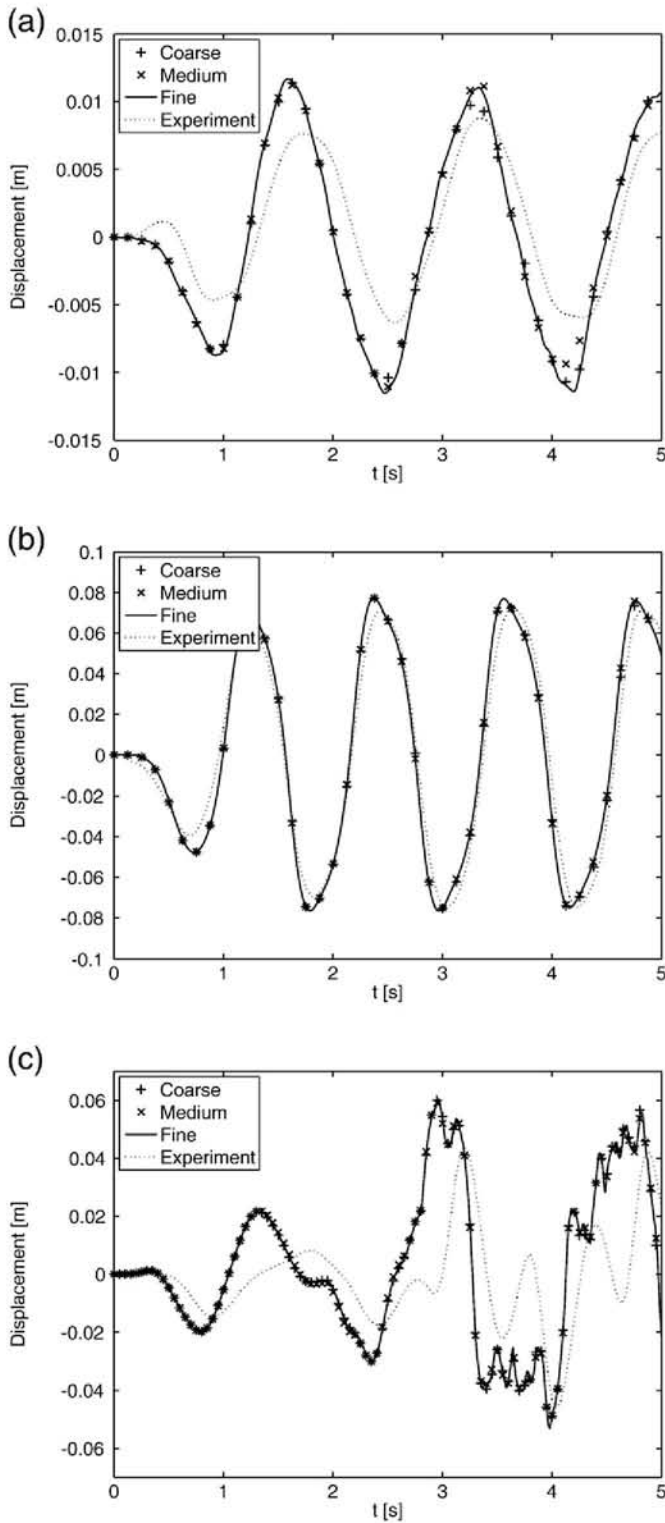 (a)
0.015
0.01
0.005
0
-0.005
-0.01
-0.015
Displacement [m]
Coarse
Medium
Fine
Experiment
0 1 2 3 4 5
t [s]
(b)
0.1
0.08
0.06
0.04
0.02
0
-0.02
-0.04
-0.06
-0.08
-0.1
Displacement [m]
Coarse
Medium
Fine
Experiment
0 1 2 3 4 5
t [s]
(c)
0.06
0.04
0.02
0
-0.02
-0.04
-0.06
Displacement [m]
Coarse
Medium
Fine
Experiment
0 1 2 3 4 5
t [s]